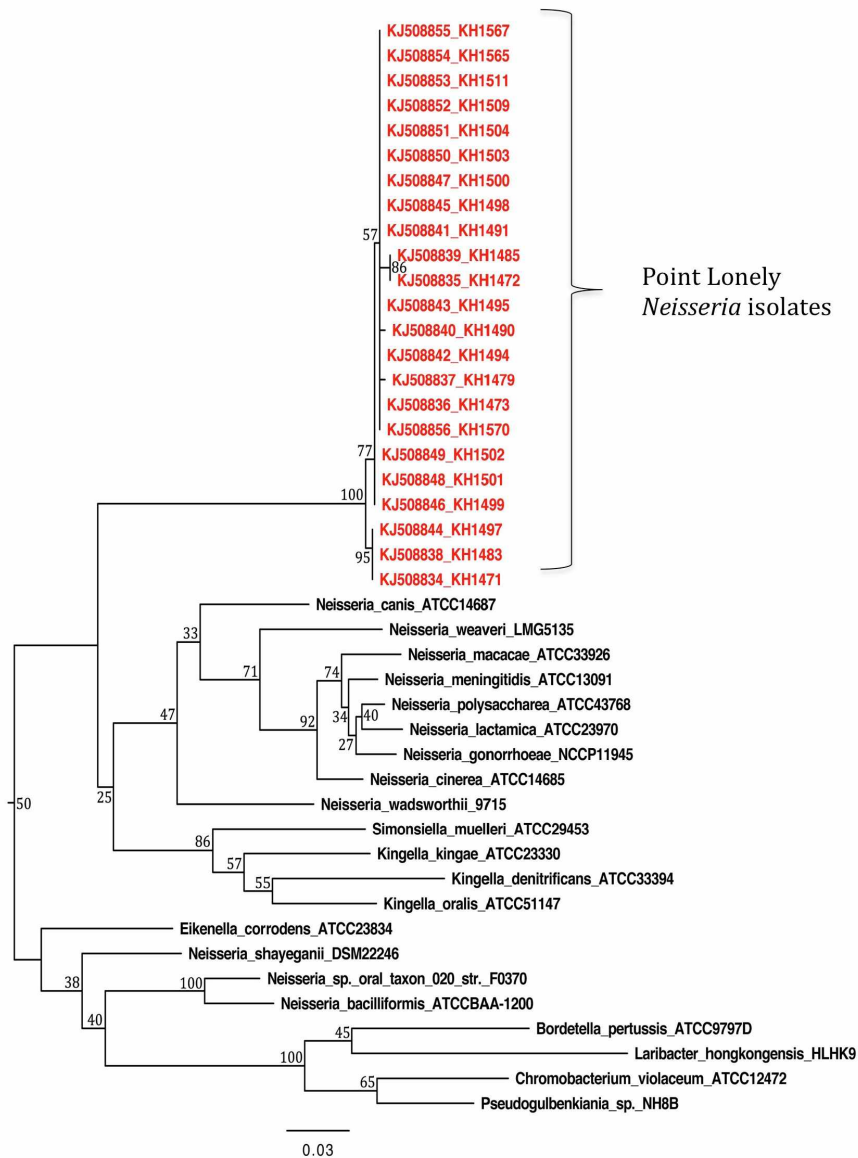 KJ508855_KH1567
KJ508854_KH1565
KJ508853_KH1511
KJ508852_KH1509
KJ508851_KH1504
KJ508850_KH1503
KJ508847_KH1500
KJ508845_KH1498
KJ508841_KH1491
57
KJ508839_KH1485
86
KJ508835_KH1472
Point Lonely
Neisseria isolates
KJ508843_KH1495
KJ508840_KH1490
KJ508842_KH1494
KJ508837_KH1479
KJ508836_KH1473
KJ508856_KH1570
77
KJ508849_KH1502
KJ508848_KH1501
100
KJ508846_KH1499
KJ508844_KH1497
95
KJ508838_KH1483
KJ508834_KH1471
Neisseria_canis_ATCC14687
33
Neisseria_weaveri_LMG5135
Neisseria_macacae_ATCC33926
71
74
Neisseria_meningitidis_ATCC13091
Neisseria_polysaccharea_ATCC43768
47
34
40
92
Neisseria_lactamica_ATCC23970
27
Neisseria_gonorrhoeae_NCCP11945
Neisseria_cinerea_ATCC14685
25
50
Neisseria_wadsworthii_9715
Simonsiella_muelleri_ATCC29453
86
Kingella_kingae_ATCC23330
57
Kingella_denitrificans_ATCC33394
55
Kingella_oralis_ATCC51147
Eikenella_corrodens_ATCC23834
Neisseria_shayeganii_DSM22246
38
Neisseria_sp._oral_taxon_020_str._F0370
100
Neisseria_bacilliformis_ATCCBAA-1200
40
Bordetella_pertussis_ATCC9797D
45
Laribacter_hongkongensis_HLHK9
100
Chromobacterium_violaceum_ATCC12472
65
Pseudogulbenkiania_sp._NH8B
0.03